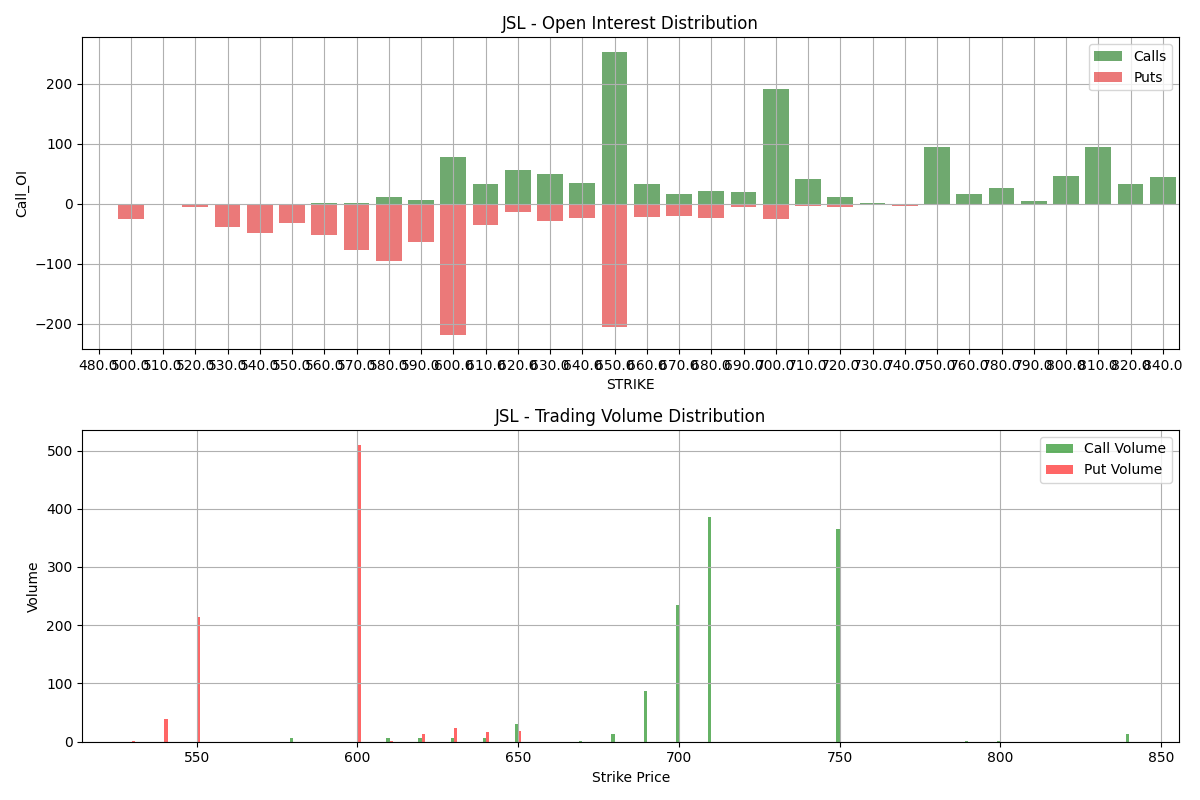 JSL - Open Interest Distribution
Calls
Puts
200
100
0
−100
−200
Call_OI
480.0 500.0 510.0 520.0 530.0 540.0 550.0 560.0 570.0 580.0 590.0 600.0 610.0 620.0 630.0 640.0 650.0 660.0 670.0 680.0 690.0 700.0 710.0 720.0 730.0 740.0 750.0 760.0 780.0 790.0 800.0 810.0 820.0 840.0
STRIKE
JSL - Trading Volume Distribution
Call Volume
Put Volume
500
400
300
200
100
0
Volume
550 600 650 700 750 800 850
Strike Price